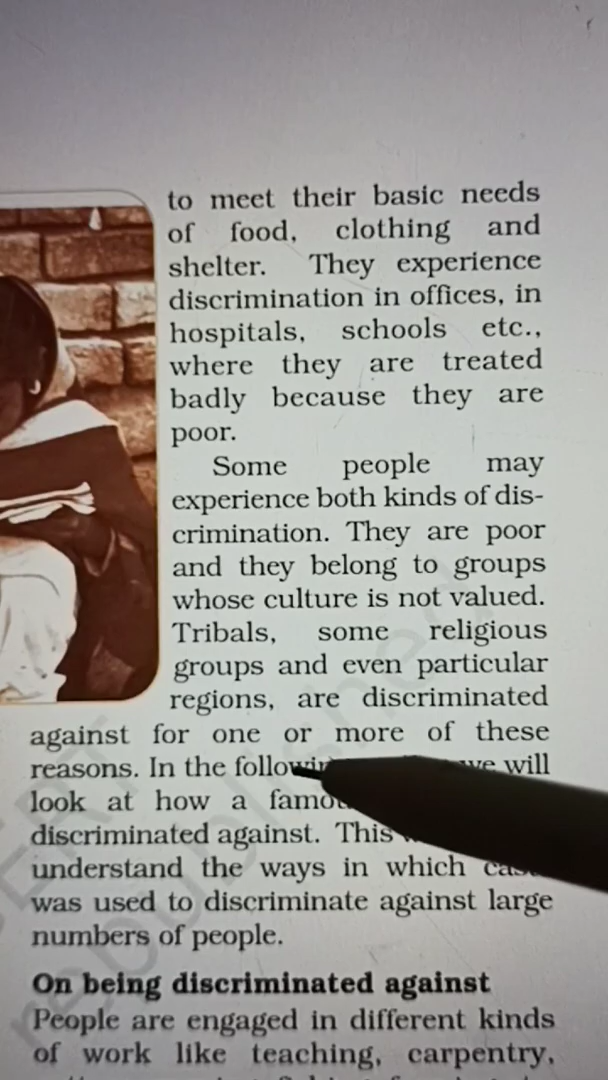 to meet their basic needs
of food, clothing and
shelter. They experience
discrimination in offices, in
hospitals, schools etc.,
where they are treated
badly because they are
poor.
Some people may
experience both kinds of dis-
crimination. They are poor
and they belong to groups
whose culture is not valued.
Tribals, some religious
groups and even particular
regions, are discriminated
against for one or more of these
reasons. In the we will
look at how a
discriminated against. This
understand the ways in which
was used to discriminate against large
numbers of people.
On being discriminated against
People are engaged in different kinds
of work like teaching, carpentry,